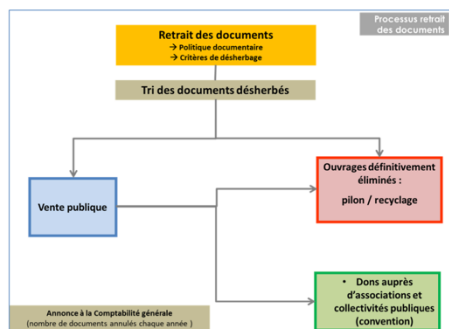 Processus retrait
des documents
Retrait des documents
→ Politique documentaire
→ Critères de désherbage
Tri des documents désherbés
Vente publique
Ouvrages définitivement
éliminés :
pilon / recyclage
• Dons auprès
d'associations et
collectivités publiques
(convention)
Annonce à la Comptabilité générale
(nombre de documents annulés chaque année )